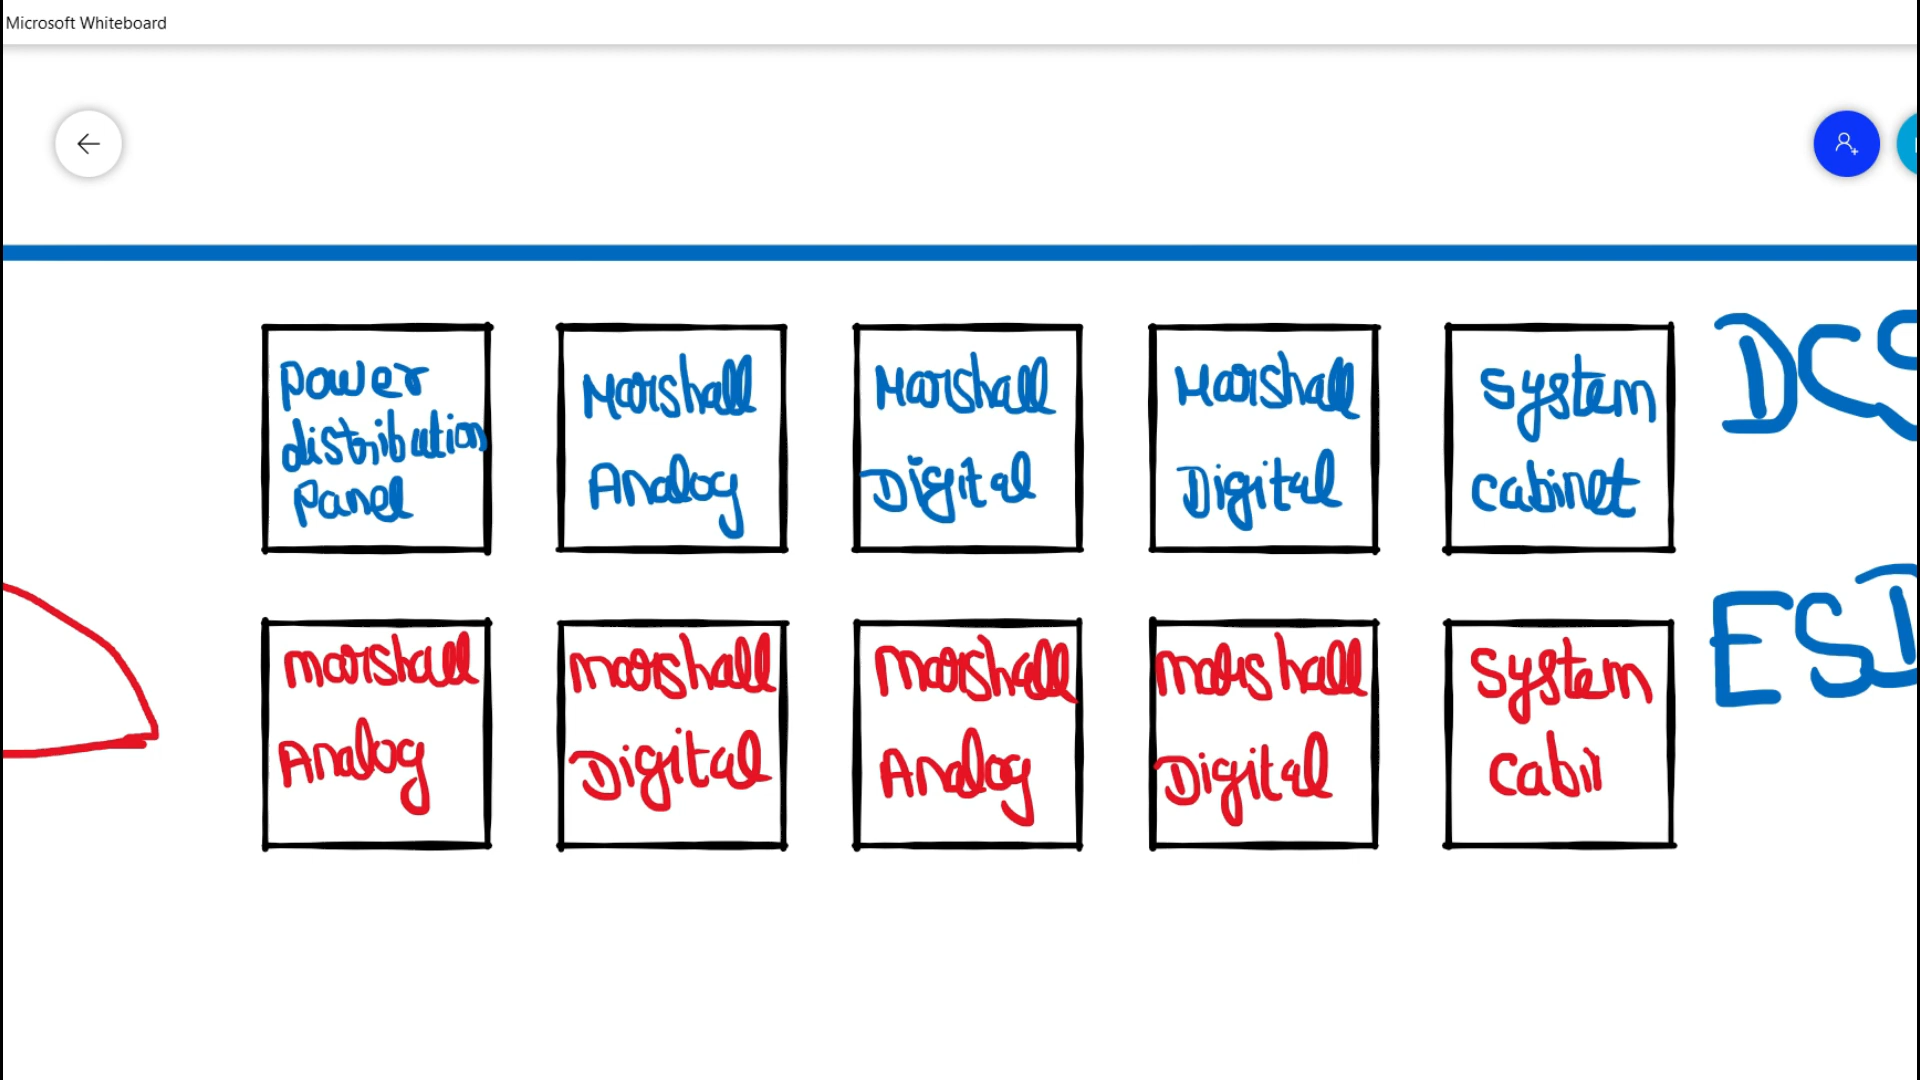 Microsoft Whiteboard
power
distribution
panel
Marshall
Analog
Marshall
Digital
Marshall
Digital
System
cabinet
DCS
marshall
Analog
marshall
Digital
marshall
Analog
marshall
Digital
System
cabi
ESD